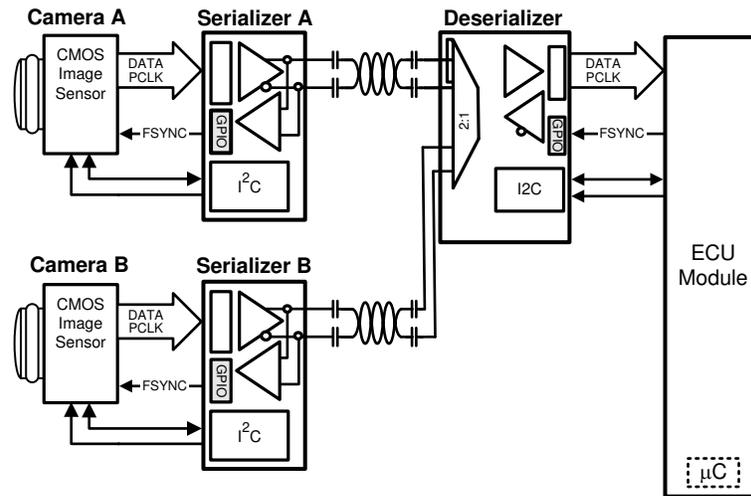 Camera A
Serializer A
Deserializer
CMOS
Image
Sensor
DATA
PCLK
FSYNC
GPIO
I²C
2:1
DATA
PCLK
FSYNC
GPIO
I2C
ECU
Module
μC
Camera B
Serializer B
CMOS
Image
Sensor
DATA
PCLK
FSYNC
GPIO
I²C